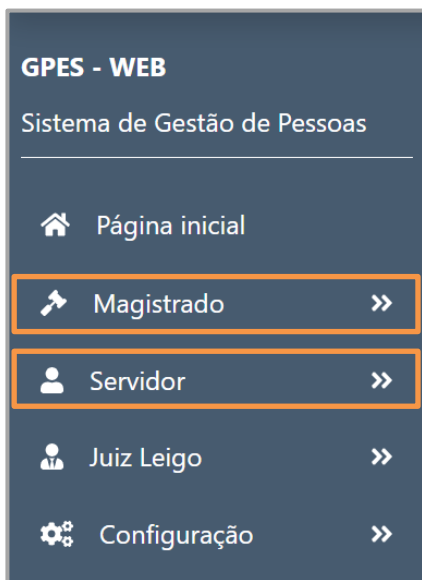 GPES - WEB
Sistema de Gestão de Pessoas
Página inicial
Magistrado
Servidor
Juiz Leigo
Configuração